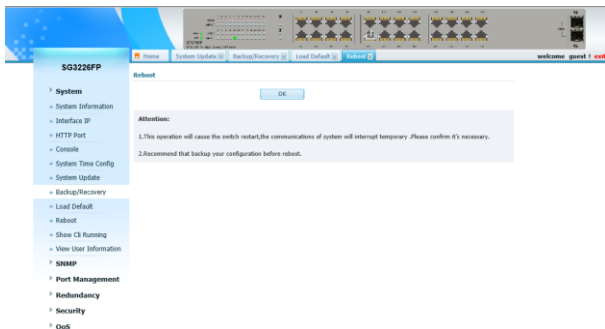 Home System Update Backup/Recovery Load Default Reboot welcome guest ! exit
SG3226FP
Reboot
OK
System
System Information
Interface IP
HTTP Port
Console
System Time Config
System Update
Backup/Recovery
Load Default
Reboot
Show Cli Running
View User Information
SNMP
Port Management
Redundancy
Security
QoS
Attention:
1.This operation will cause the switch restart,the communications of system will interrupt temporary .Please confirm it's necessary.
2.Recommend that backup your configuration before reboot.